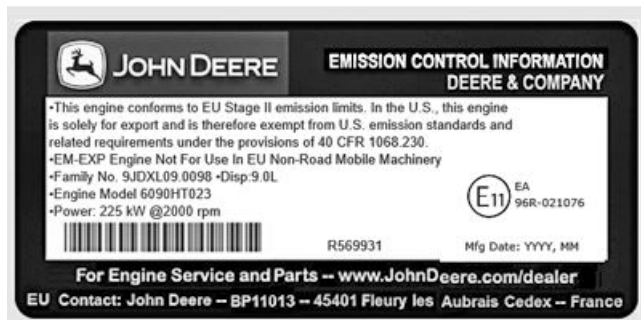 JOHN DEERE
EMISSION CONTROL INFORMATION
DEERE & COMPANY
•This engine conforms to EU Stage II emission limits. In the U.S., this engine
is solely for export and is therefore exempt from U.S. emission standards and
related requirements under the provisions of 40 CFR 1068.230.
•EM-EXP Engine Not For Use In EU Non-Road Mobile Machinery
•Family No. 9JDXL09.0098 •Disp:9.0L
•Engine Model 6090HT023
•Power: 225 kW @2000 rpm
E11
EA
96R-021076
R569931
Mfg Date: YYYY, MM
For Engine Service and Parts -- www.JohnDeere.com/dealer
EU Contact: John Deere -- BP11013 -- 45401 Fleury les Aubrais Cedex -- France